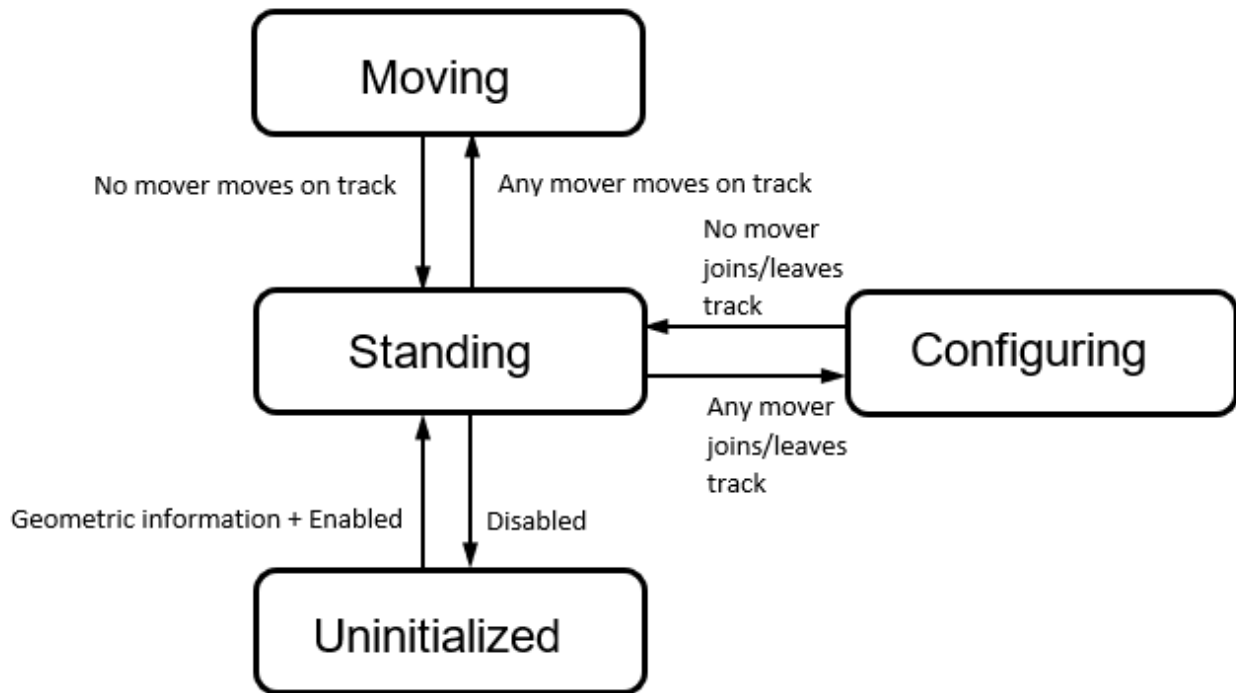 Moving
No mover moves on track
Any mover moves on track
No mover
joins/leaves
track
Standing
Configuring
Any mover
joins/leaves
track
Geometric information + Enabled
Disabled
Uninitialized